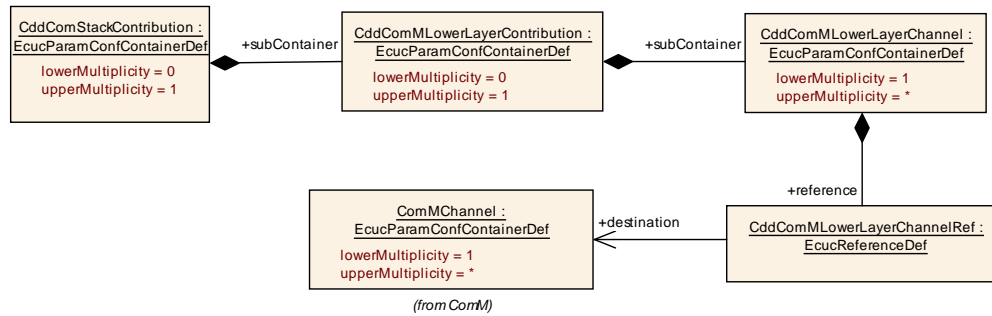 CddComStackContribution :
EcucParamConfContainerDef
lowerMultiplicity = 0
upperMultiplicity = 1
+subContainer
CddComMLowerLayerContribution :
EcucParamConfContainerDef
lowerMultiplicity = 0
upperMultiplicity = 1
+subContainer
CddComMLowerLayerChannel :
EcucParamConfContainerDef
lowerMultiplicity = 1
upperMultiplicity = *
+reference
ComMChannel :
EcucParamConfContainerDef
lowerMultiplicity = 1
upperMultiplicity = *
(from ComM)
+destination
CddComMLowerLayerChannelRef :
EcucReferenceDef